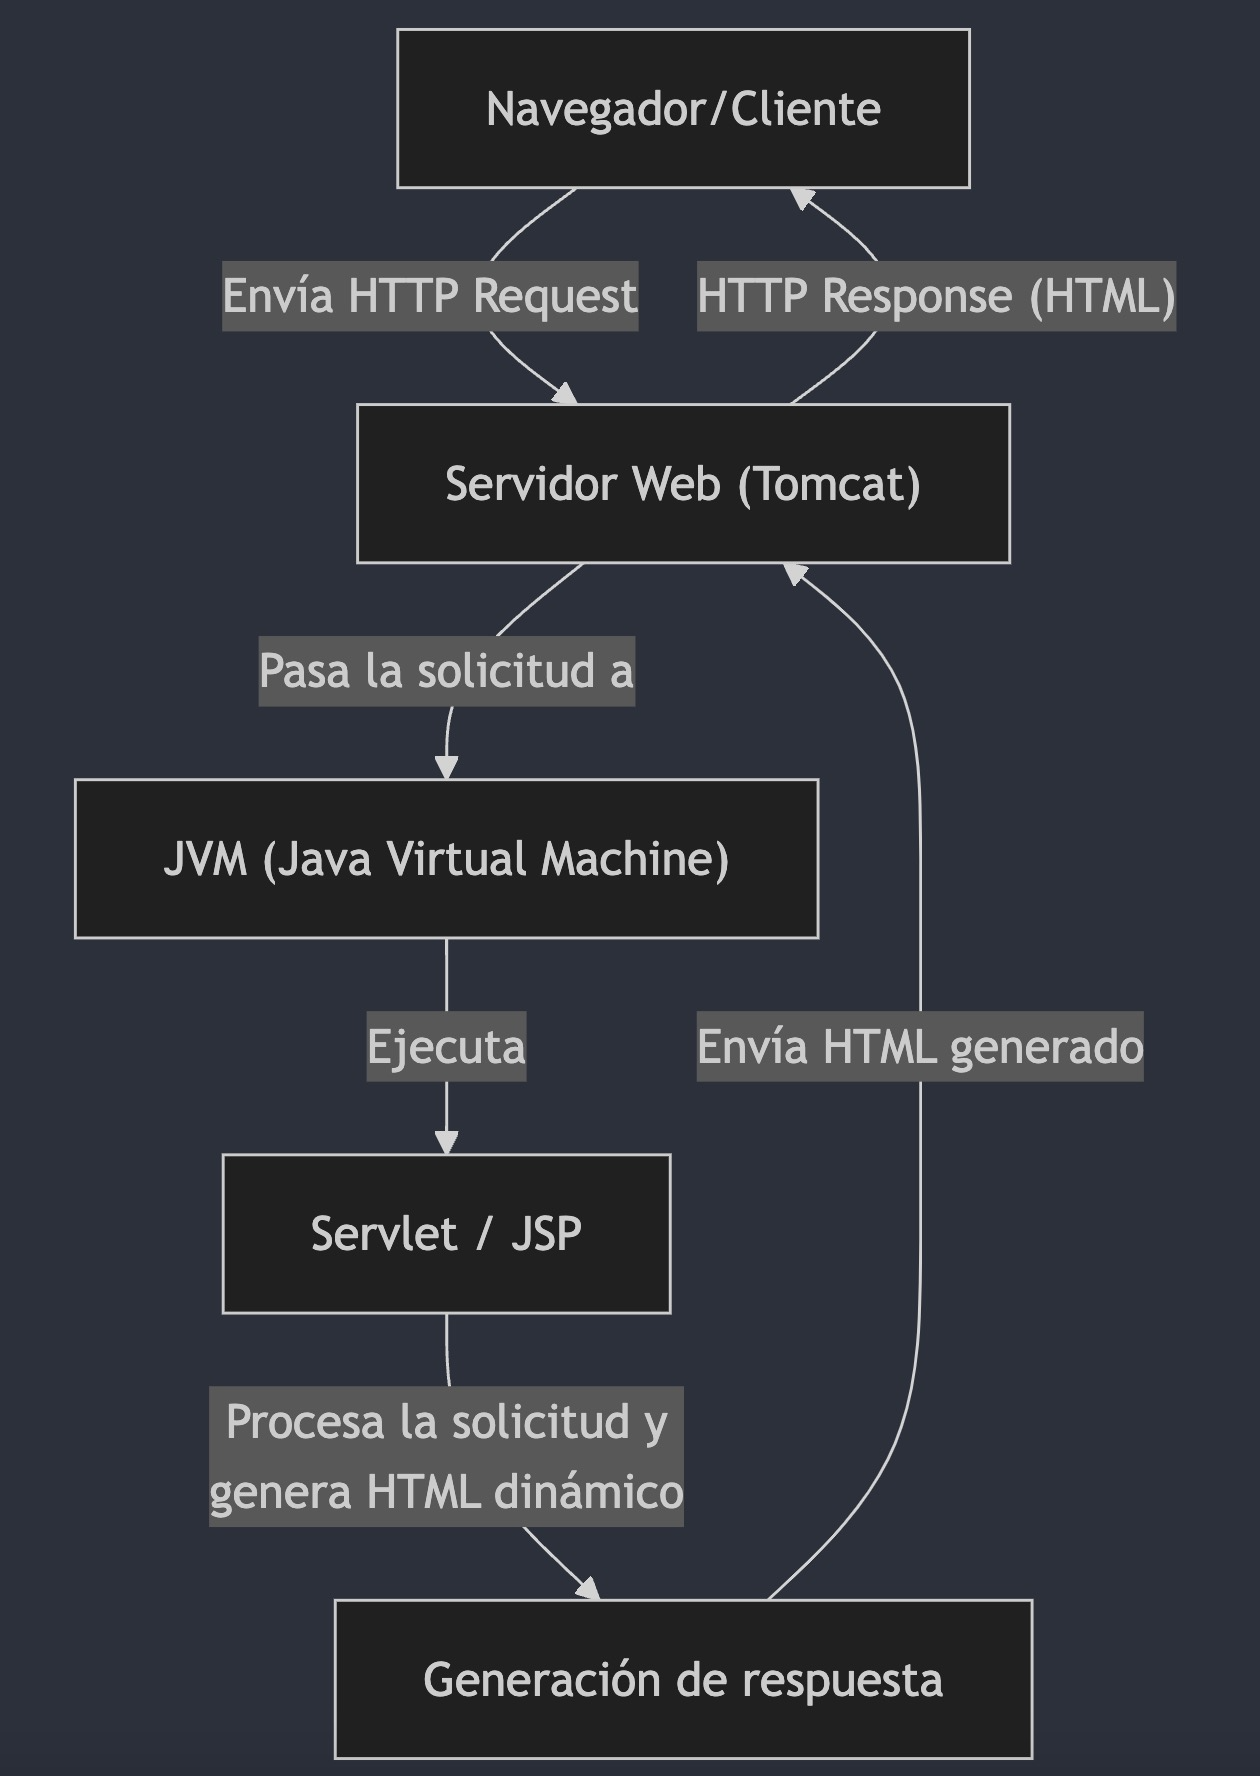 Navegador/Cliente
Envía HTTP Request
HTTP Response (HTML)
Servidor Web (Tomcat)
Pasa la solicitud a
JVM (Java Virtual Machine)
Ejecuta
Envía HTML generado
Servlet / JSP
Procesa la solicitud y
genera HTML dinámico
Generación de respuesta